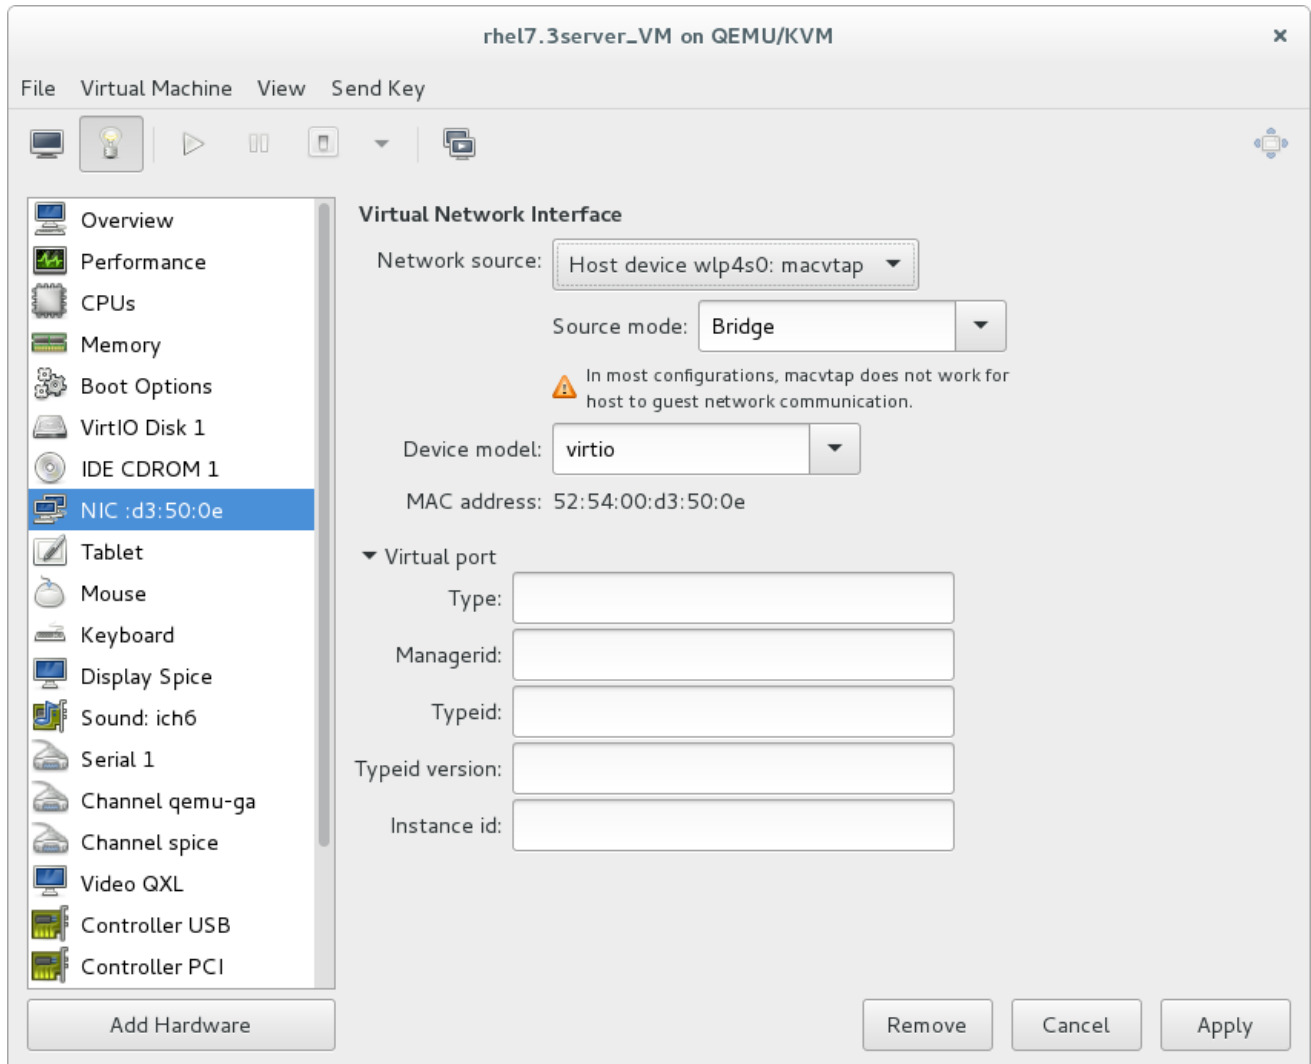 rhel7.3server_VM on QEMU/KVM
File Virtual Machine View Send Key
Overview
Performance
CPUs
Memory
Boot Options
VirtIO Disk 1
IDE CDROM 1
NIC :d3:50:0e
Tablet
Mouse
Keyboard
Display Spice
Sound: ich6
Serial 1
Channel qemu-ga
Channel spice
Video QXL
Controller USB
Controller PCI
Add Hardware
Virtual Network Interface
Network source: Host device wlp4s0: macvtap
Source mode: Bridge
In most configurations, macvtap does not work for
host to guest network communication.
Device model: virtio
MAC address: 52:54:00:d3:50:0e
Virtual port
Type:
Managerid:
Typeid:
Typeid version:
Instance id:
Remove Cancel Apply